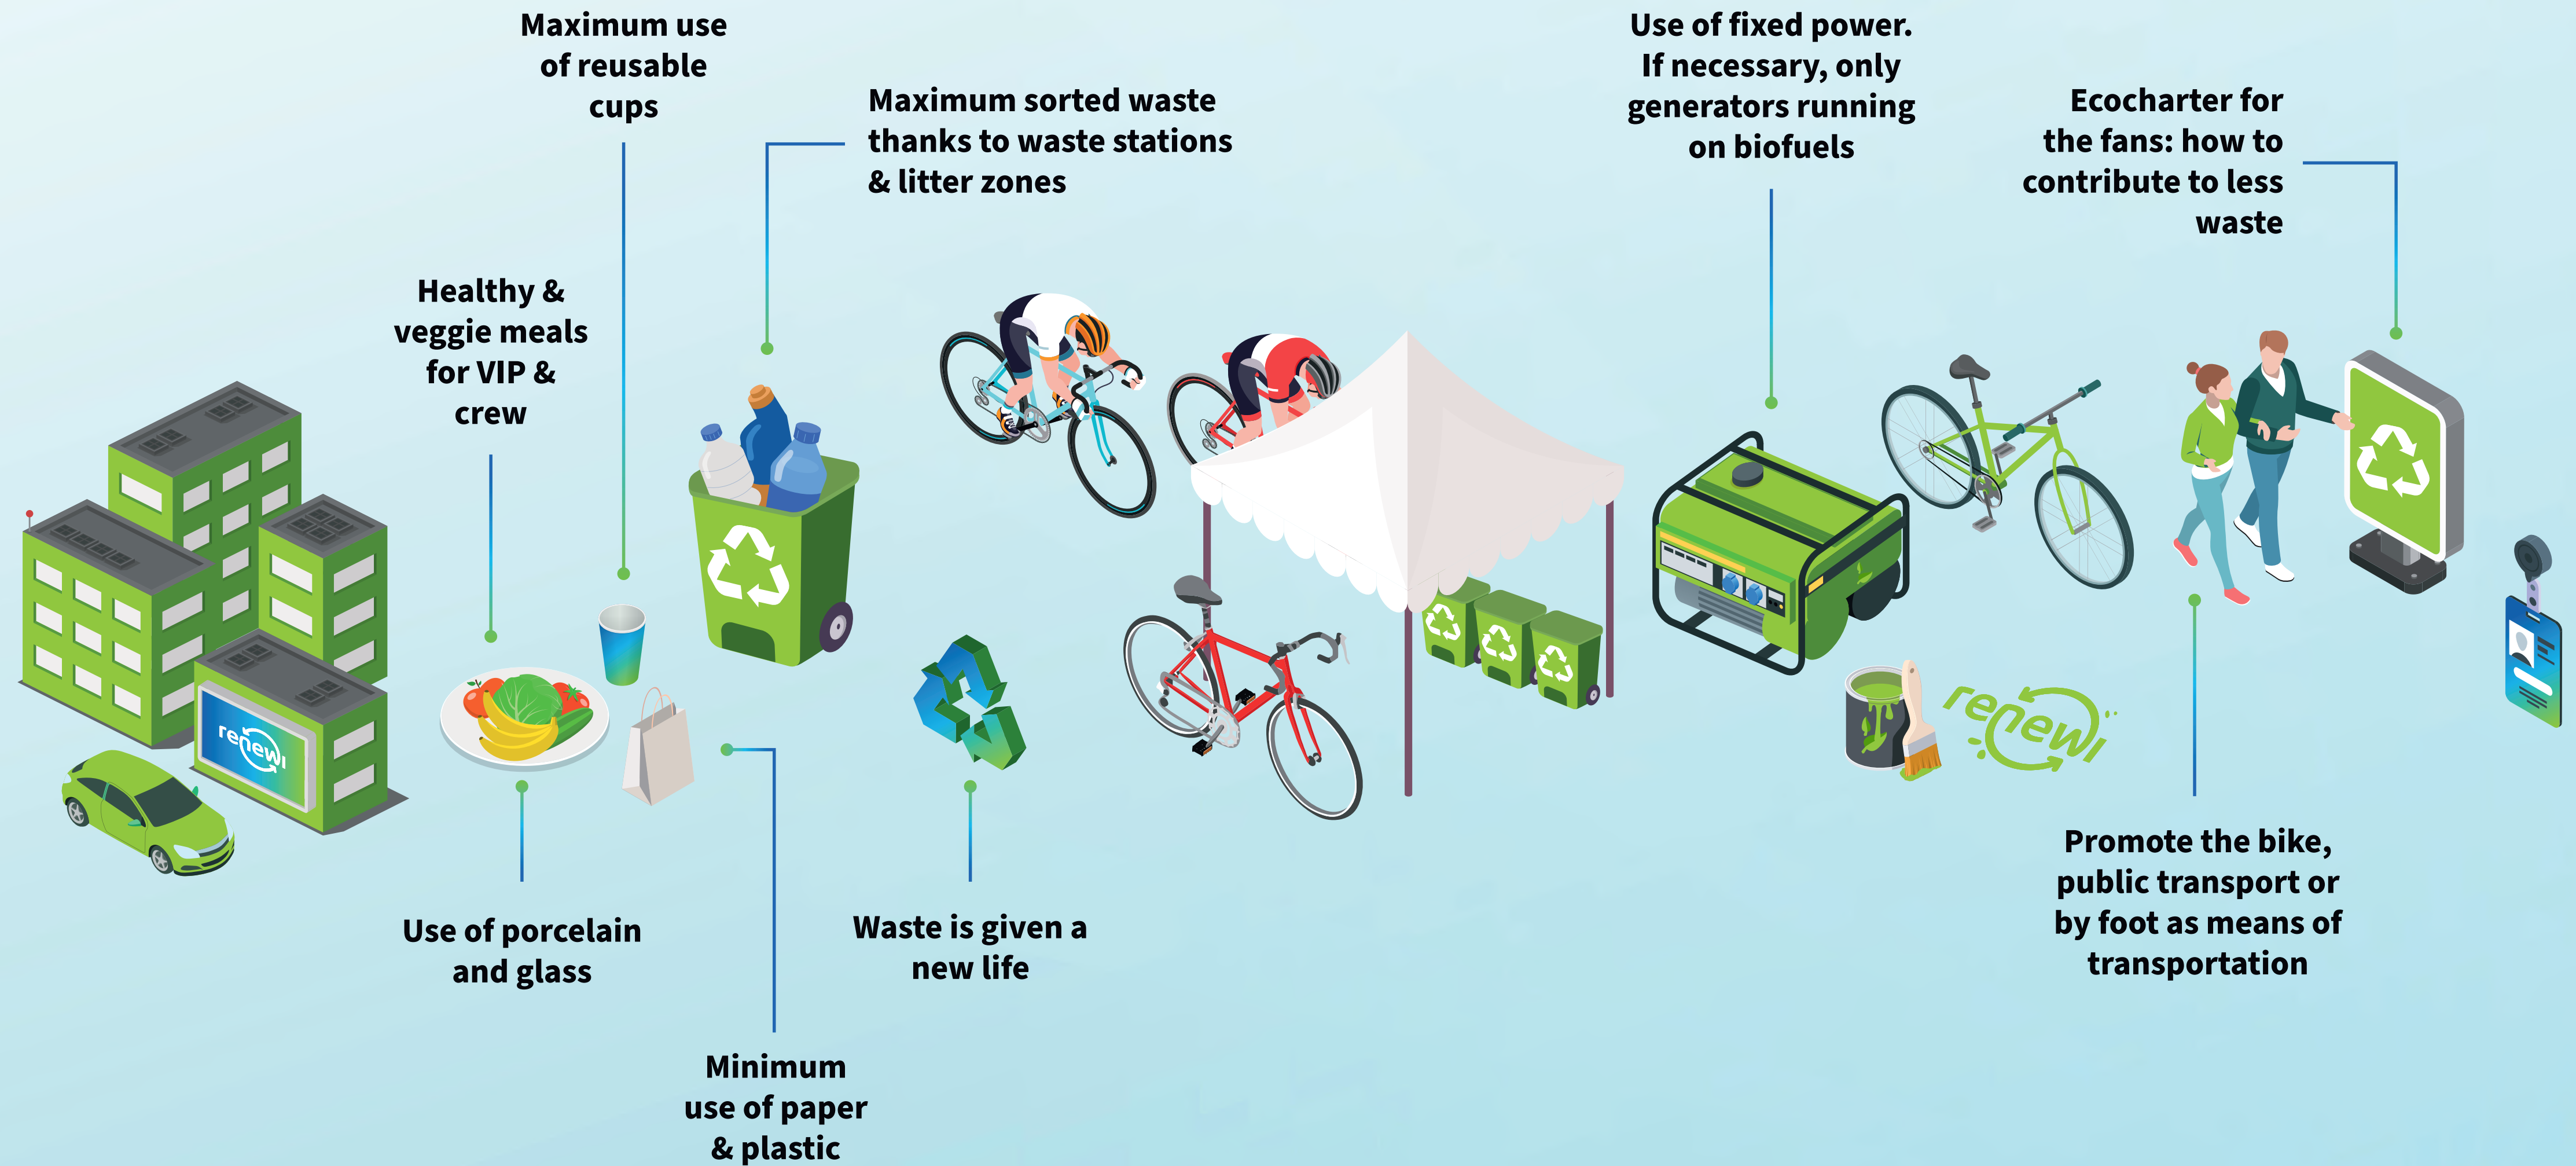 Maximum use
of reusable
cups
Maximum sorted waste
thanks to waste stations
& litter zones
Use of fixed power.
If necessary, only
generators running
on biofuels
Ecocharter for
the fans: how to
contribute to less
waste
Healthy &
veggie meals
for VIP &
crew
renewi
renewi
Use of porcelain
and glass
Waste is given a
new life
Promote the bike,
public transport or
by foot as means of
transportation
Minimum
use of paper
& plastic